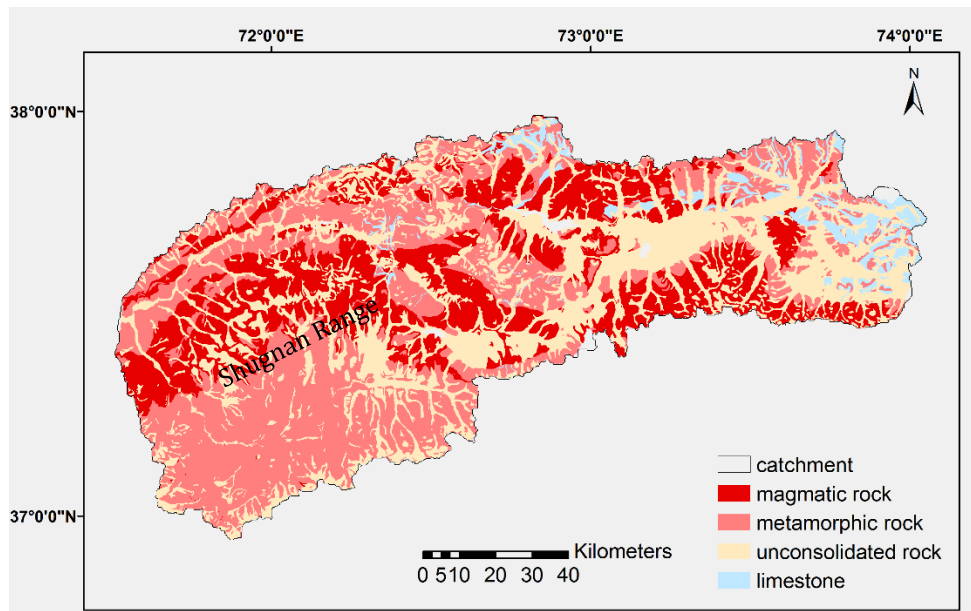 72°0'0"E 73°0'0"E 74°0'0"E
N
38°0'0"N
Shugnan Range
37°0'0"N
catchment
magmatic rock
metamorphic rock
unconsolidated rock
limestone
Kilometers
0 5 10 20 30 40